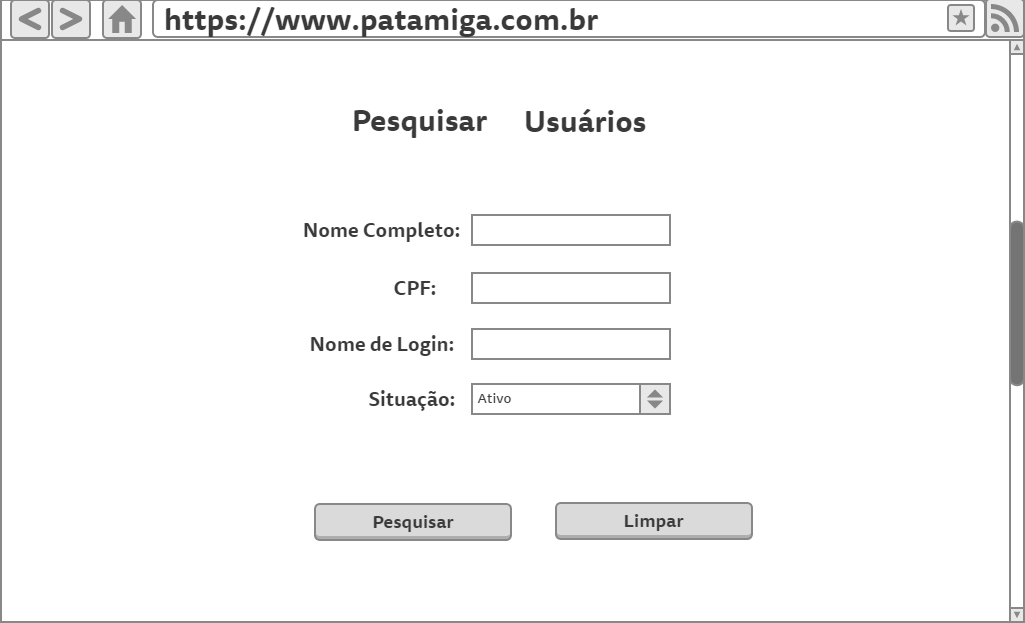 https://www.patamiga.com.br
Pesquisar Usuários
Nome Completo:
CPF:
Nome de Login:
Situação: Ativo
Pesquisar Limpar